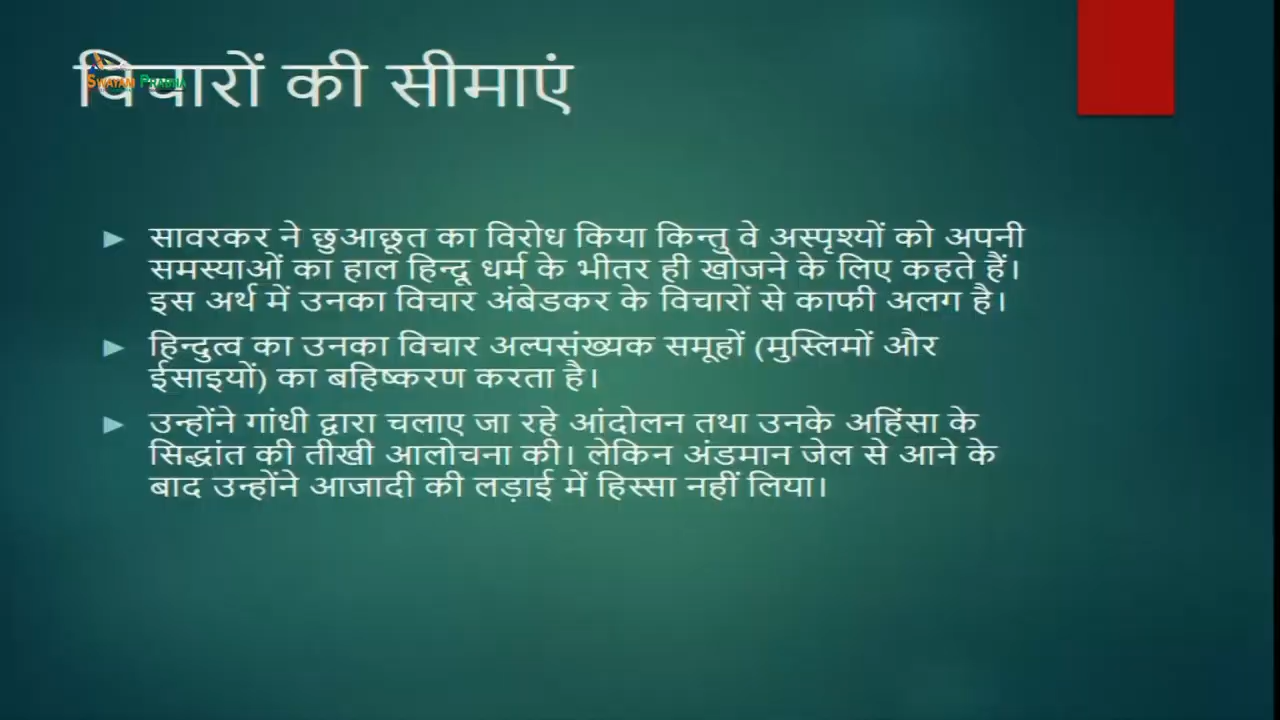 विचारों की सीमाएं
SWAYAM PRABHA
सावरकर ने छुआछूत का विरोध किया किन्तु वे अस्पृश्यों को अपनी
समस्याओं का हाल हिन्दू धर्म के भीतर ही खोजने के लिए कहते हैं।
इस अर्थ में उनका विचार अंबेडकर के विचारों से काफी अलग है।
हिन्दुत्व का उनका विचार अल्पसंख्यक समूहों (मुस्लिमों और
ईसाइयों) का बहिष्करण करता है।
उन्होंने गांधी द्वारा चलाए जा रहे आंदोलन तथा उनके अहिंसा के
सिद्धांत की तीखी आलोचना की। लेकिन अंडमान जेल से आने के
बाद उन्होंने आजादी की लड़ाई में हिस्सा नहीं लिया।